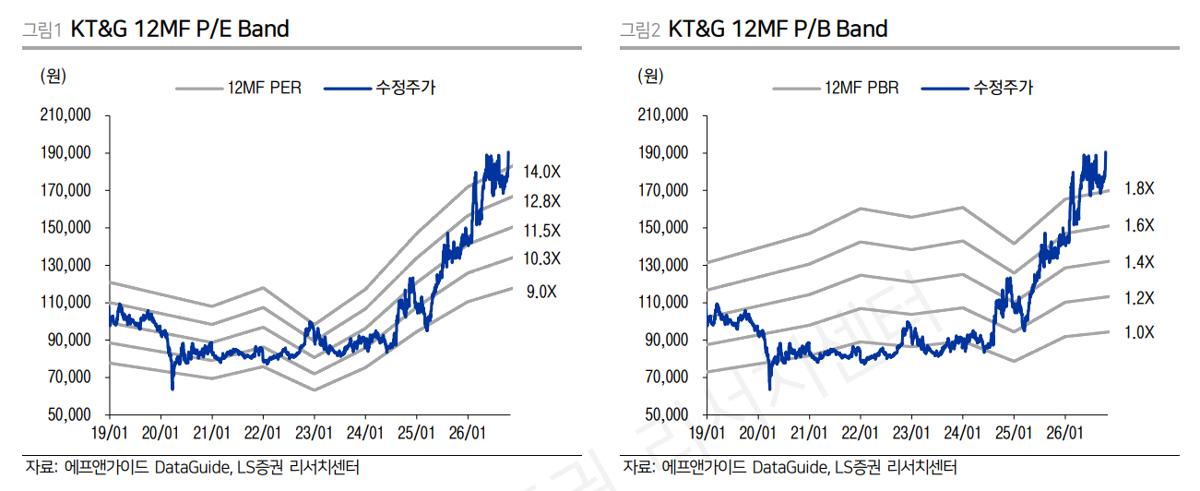 그림1 KT&G 12MF P/E Band
(원)
12MF PER 수정주가
210,000
190,000
170,000
150,000
130,000
110,000
90,000
70,000
50,000
14.0X
12.8X
11.5X
10.3X
9.0X
19/01 20/01 21/01 22/01 23/01 24/01 25/01 26/01
자료: 에프앤가이드 DataGuide, LS증권 리서치센터
그림2 KT&G 12MF P/B Band
(원)
12MF PBR 수정주가
210,000
190,000
170,000
150,000
130,000
110,000
90,000
70,000
50,000
1.8X
1.6X
1.4X
1.2X
1.0X
19/01 20/01 21/01 22/01 23/01 24/01 25/01 26/01
자료: 에프앤가이드 DataGuide, LS증권 리서치센터
리서치센터